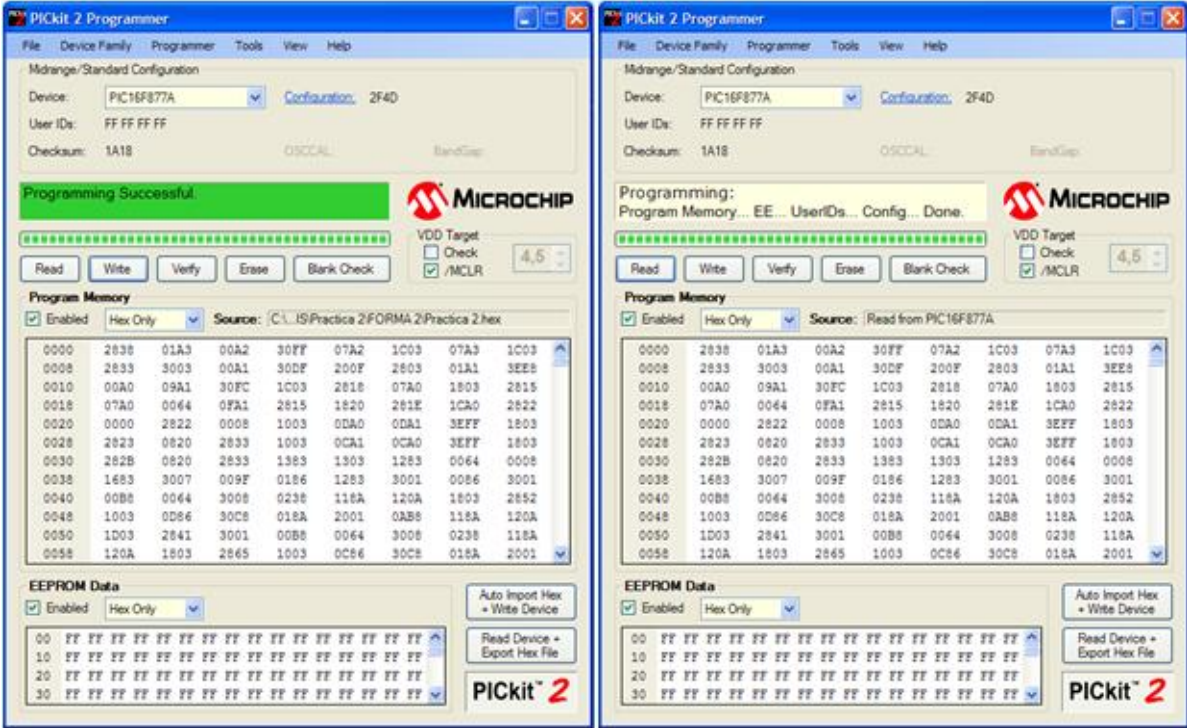 PICkit 2 Programmer
File Device Family Programmer Tools View Help
Midrange/Standard Configuration
Device: PIC16F877A Configuration: 2F4D
User IDs: FF FF FF FF
Checksum: 1A18 OSCCAL: BandGap:
Programming Successful.
MICROCHIP
VDD Target
Check
/MCLR
4,5
Read Write Verify Erase Blank Check
Program Memory
Enabled Hex Only Source: C:\...IS\Practica 2\FORMA 2\Practica 2.hex
0000 2838 01A3 00A2 30FF 07A2 1C03 07A3 1C03
0008 2833 3003 00A1 30DF 200F 2803 01A1 3EE8
0010 00A0 09A1 30FC 1C03 2818 07A0 1803 2815
0018 07A0 0064 0FA1 2815 1820 281E 1CA0 2822
0020 0000 2822 0008 1003 0DA0 0DA1 3EFF 1803
0028 2823 0820 2833 1003 0CA1 0CA0 3EFF 1803
0030 282B 0820 2833 1383 1303 1283 0064 0008
0038 1683 3007 009F 0186 1283 3001 0086 3001
0040 00B8 0064 3008 0238 118A 120A 1803 2852
0048 1003 0D86 30C8 018A 2001 0AB8 118A 120A
0050 1D03 2841 3001 00B8 0064 3008 0238 118A
0058 120A 1803 2865 1003 0C86 30C8 018A 2001
EEPROM Data
Enabled Hex Only
Auto Import Hex
+ Write Device
Read Device +
Export Hex File
00 FF FF FF FF FF FF FF FF FF FF FF FF FF FF FF FF
10 FF FF FF FF FF FF FF FF FF FF FF FF FF FF FF FF
20 FF FF FF FF FF FF FF FF FF FF FF FF FF FF FF FF
30 FF FF FF FF FF FF FF FF FF FF FF FF FF FF FF FF
PICkit™ 2
PICkit 2 Programmer
File Device Family Programmer Tools View Help
Midrange/Standard Configuration
Device: PIC16F877A Configuration: 2F4D
User IDs: FF FF FF FF
Checksum: 1A18 OSCCAL: BandGap:
Programming:
Program Memory... EE... UserIDs... Config... Done.
MICROCHIP
VDD Target
Check
/MCLR
4,5
Read Write Verify Erase Blank Check
Program Memory
Enabled Hex Only Source: Read from PIC16F877A
0000 2838 01A3 00A2 30FF 07A2 1C03 07A3 1C03
0008 2833 3003 00A1 30DF 200F 2803 01A1 3EE8
0010 00A0 09A1 30FC 1C03 2818 07A0 1803 2815
0018 07A0 0064 0FA1 2815 1820 281E 1CA0 2822
0020 0000 2822 0008 1003 0DA0 0DA1 3EFF 1803
0028 2823 0820 2833 1003 0CA1 0CA0 3EFF 1803
0030 282B 0820 2833 1383 1303 1283 0064 0008
0038 1683 3007 009F 0186 1283 3001 0086 3001
0040 00B8 0064 3008 0238 118A 120A 1803 2852
0048 1003 0D86 30C8 018A 2001 0AB8 118A 120A
0050 1D03 2841 3001 00B8 0064 3008 0238 118A
0058 120A 1803 2865 1003 0C86 30C8 018A 2001
EEPROM Data
Enabled Hex Only
Auto Import Hex
+ Write Device
Read Device +
Export Hex File
00 FF FF FF FF FF FF FF FF FF FF FF FF FF FF FF FF
10 FF FF FF FF FF FF FF FF FF FF FF FF FF FF FF FF
20 FF FF FF FF FF FF FF FF FF FF FF FF FF FF FF FF
30 FF FF FF FF FF FF FF FF FF FF FF FF FF FF FF FF
PICkit™ 2